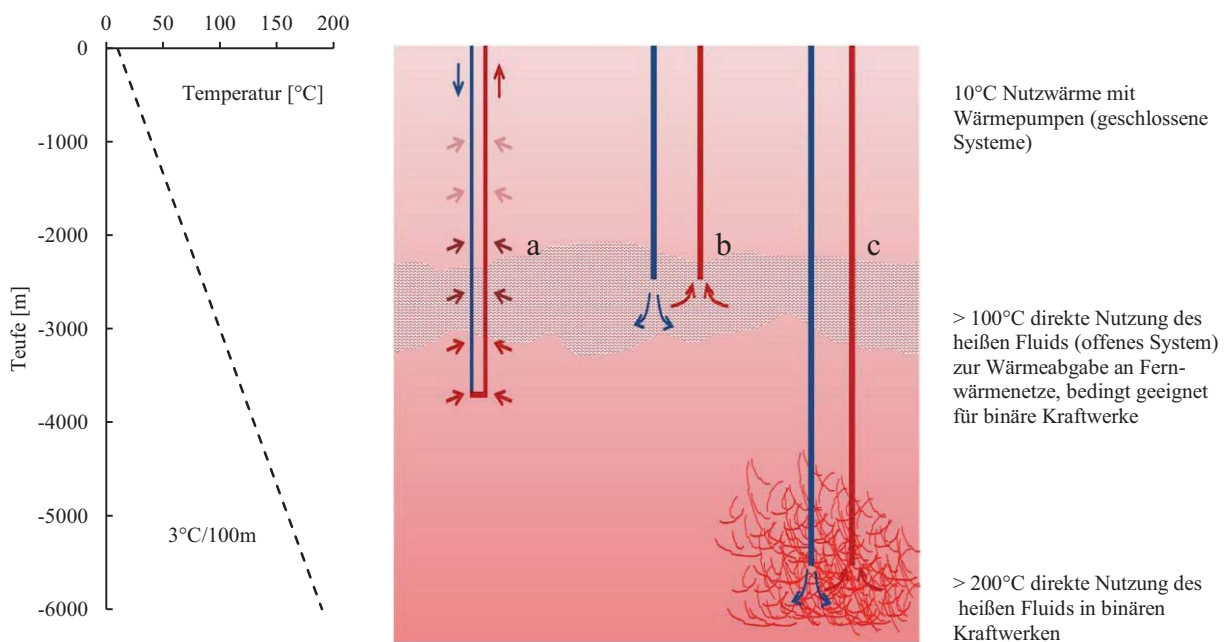 0 50 100 150 200
0
-1000
-2000
-3000
-4000
-5000
-6000
Teufe [m]
Temperatur [°C]
3°C/100m
a
b
c
10°C Nutzwärme mit
Wärmepumpen (geschlossene
Systeme)
> 100°C direkte Nutzung des
heißen Fluids (offenes System)
zur Wärmeabgabe an Fern-
wärmenetze, bedingt geeignet
für binäre Kraftwerke
> 200°C direkte Nutzung des
heißen Fluids in binären
Kraftwerken